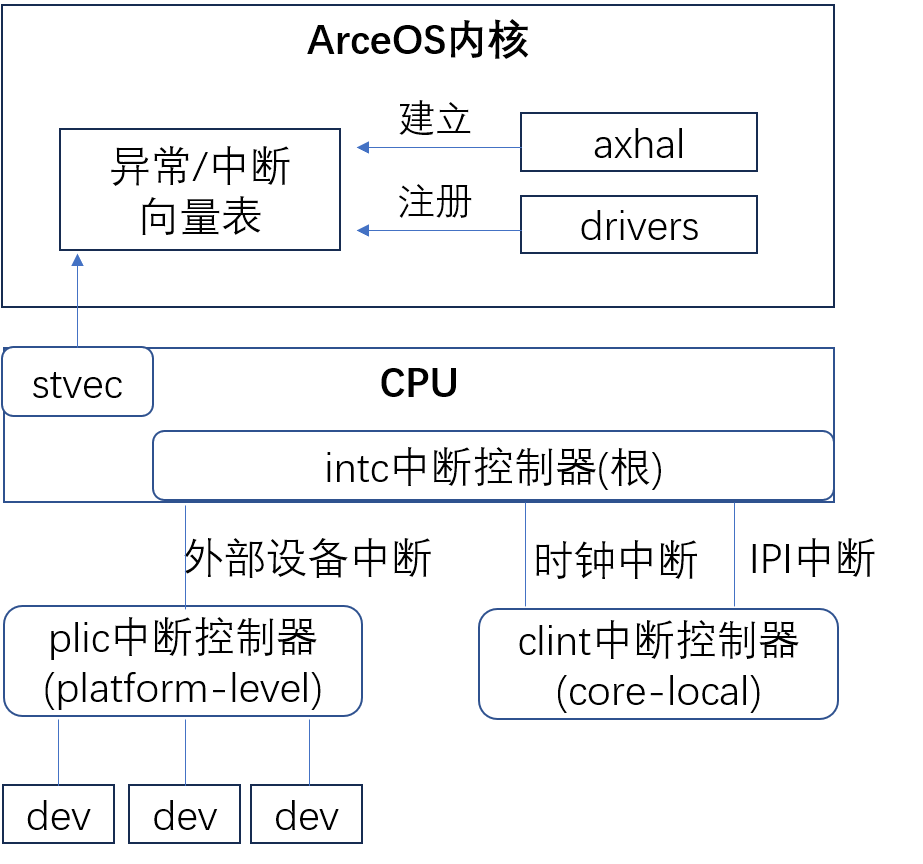 ArceOS内核
建立
axhal
异常/中断
向量表
注册
drivers
stvec
CPU
intc中断控制器(根)
外部设备中断
时钟中断
IPI中断
plic中断控制器
(platform-level)
clint中断控制器
(core-local)
dev
dev
dev